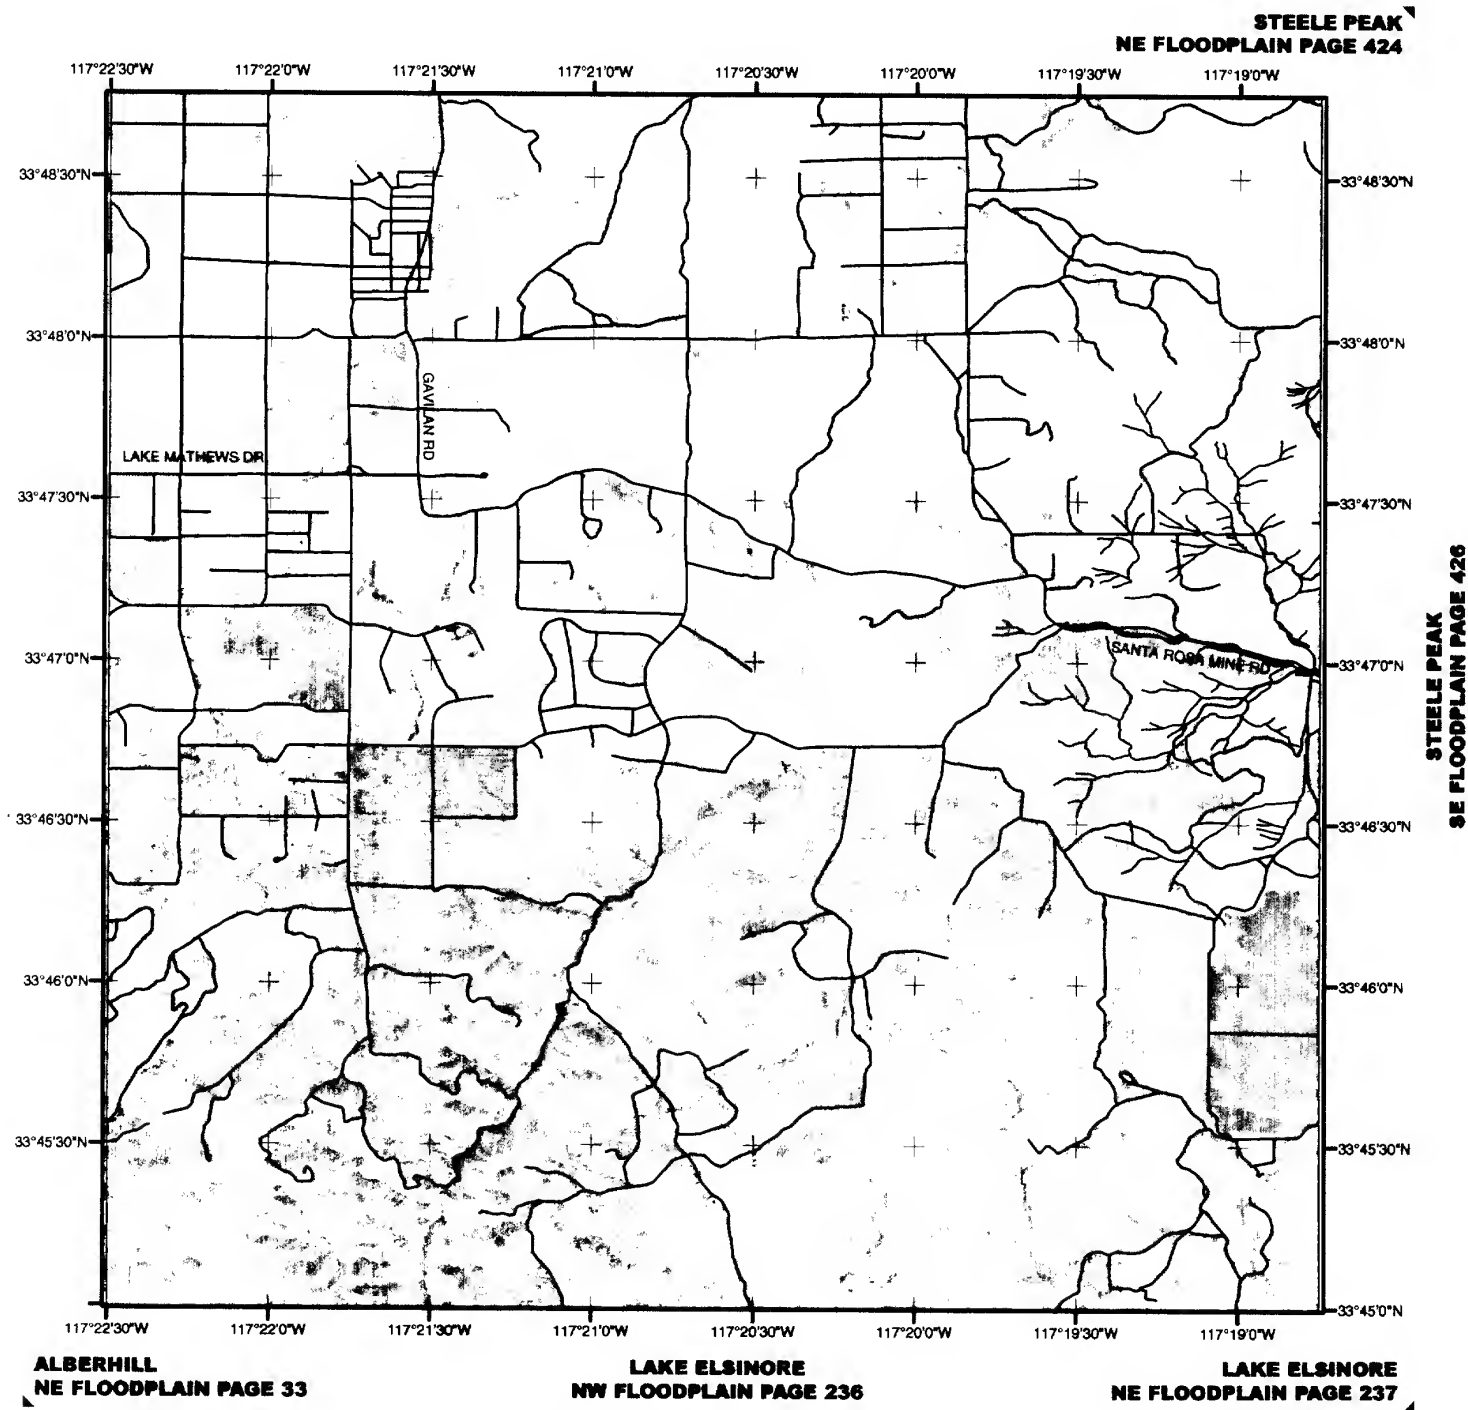 STEELE PEAK
NE FLOODPLAIN PAGE 424
117°22'30"W 117°22'0"W 117°21'30"W 117°21'0"W 117°20'30"W 117°20'0"W 117°19'30"W 117°19'0"W
33°48'30"N 33°48'30"N
33°48'0"N 33°48'0"N
GAVILAN RD
LAKE MATHEWS DR
33°47'30"N 33°47'30"N
STEELE PEAK
SE FLOODPLAIN PAGE 426
SANTA ROSA MINE RD
33°47'0"N 33°47'0"N
33°46'30"N 33°46'30"N
33°46'0"N 33°46'0"N
33°45'30"N 33°45'30"N
33°45'0"N
117°22'30"W 117°22'0"W 117°21'30"W 117°21'0"W 117°20'30"W 117°20'0"W 117°19'30"W 117°19'0"W
ALBERHILL
NE FLOODPLAIN PAGE 33
LAKE ELSINORE
NW FLOODPLAIN PAGE 236
LAKE ELSINORE
NE FLOODPLAIN PAGE 237